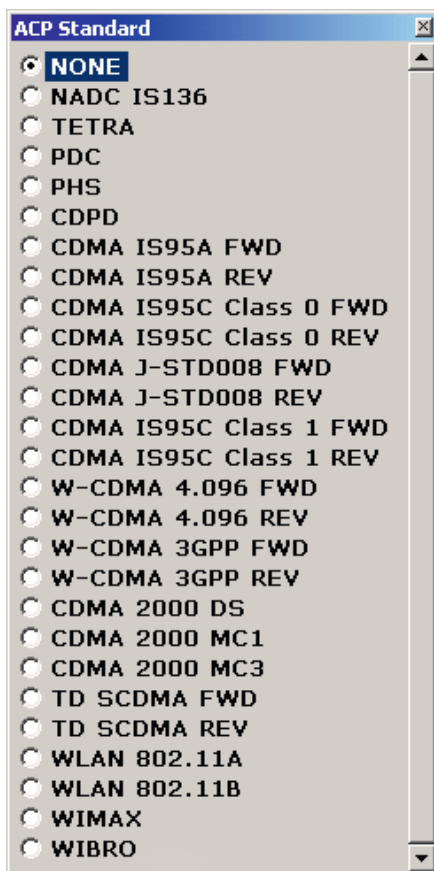 ACP Standard
NONE
NADC IS136
TETRA
PDC
PHS
CDPD
CDMA IS95A FWD
CDMA IS95A REV
CDMA IS95C Class 0 FWD
CDMA IS95C Class 0 REV
CDMA J-STD008 FWD
CDMA J-STD008 REV
CDMA IS95C Class 1 FWD
CDMA IS95C Class 1 REV
W-CDMA 4.096 FWD
W-CDMA 4.096 REV
W-CDMA 3GPP FWD
W-CDMA 3GPP REV
CDMA 2000 DS
CDMA 2000 MC1
CDMA 2000 MC3
TD SCDMA FWD
TD SCDMA REV
WLAN 802.11A
WLAN 802.11B
WIMAX
WIBRO